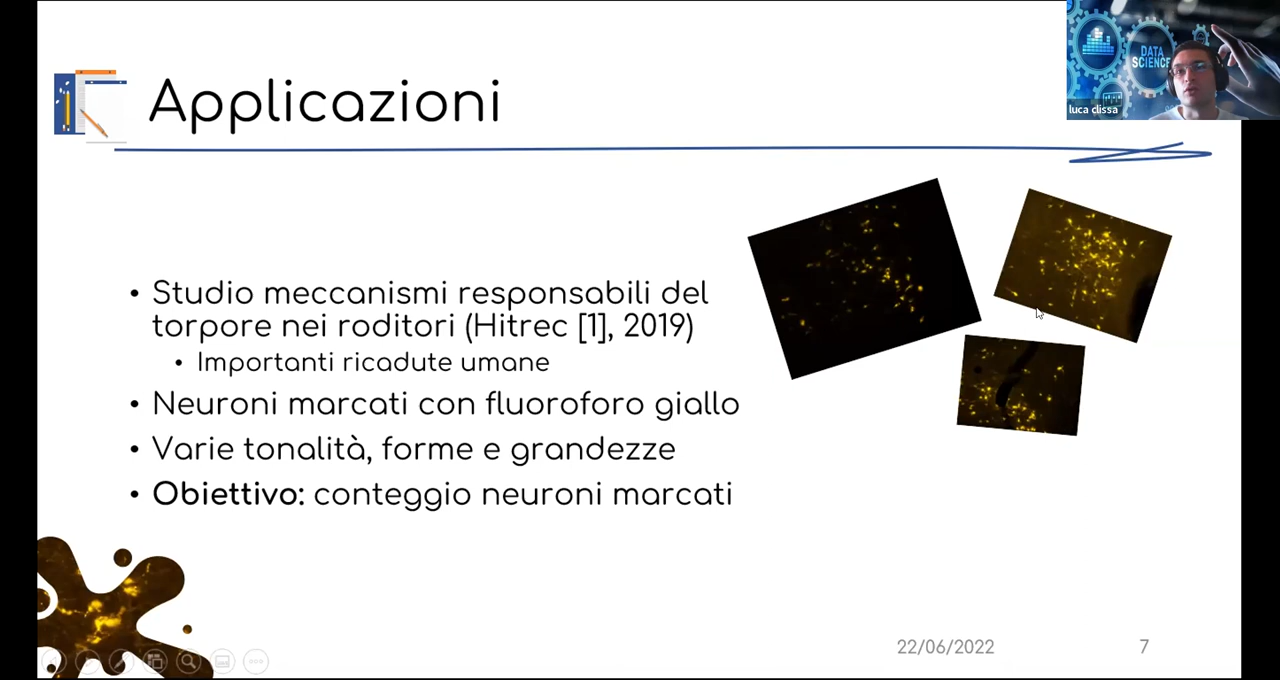 Applicazioni
DATA
SCIENCE
luca clissa
• Studio meccanismi responsabili del
torpore nei roditori (Hitrec [1], 2019)
• Importanti ricadute umane
• Neuroni marcati con fluoroforo giallo
• Varie tonalità, forme e grandezze
• Obiettivo: conteggio neuroni marcati
22/06/2022
7